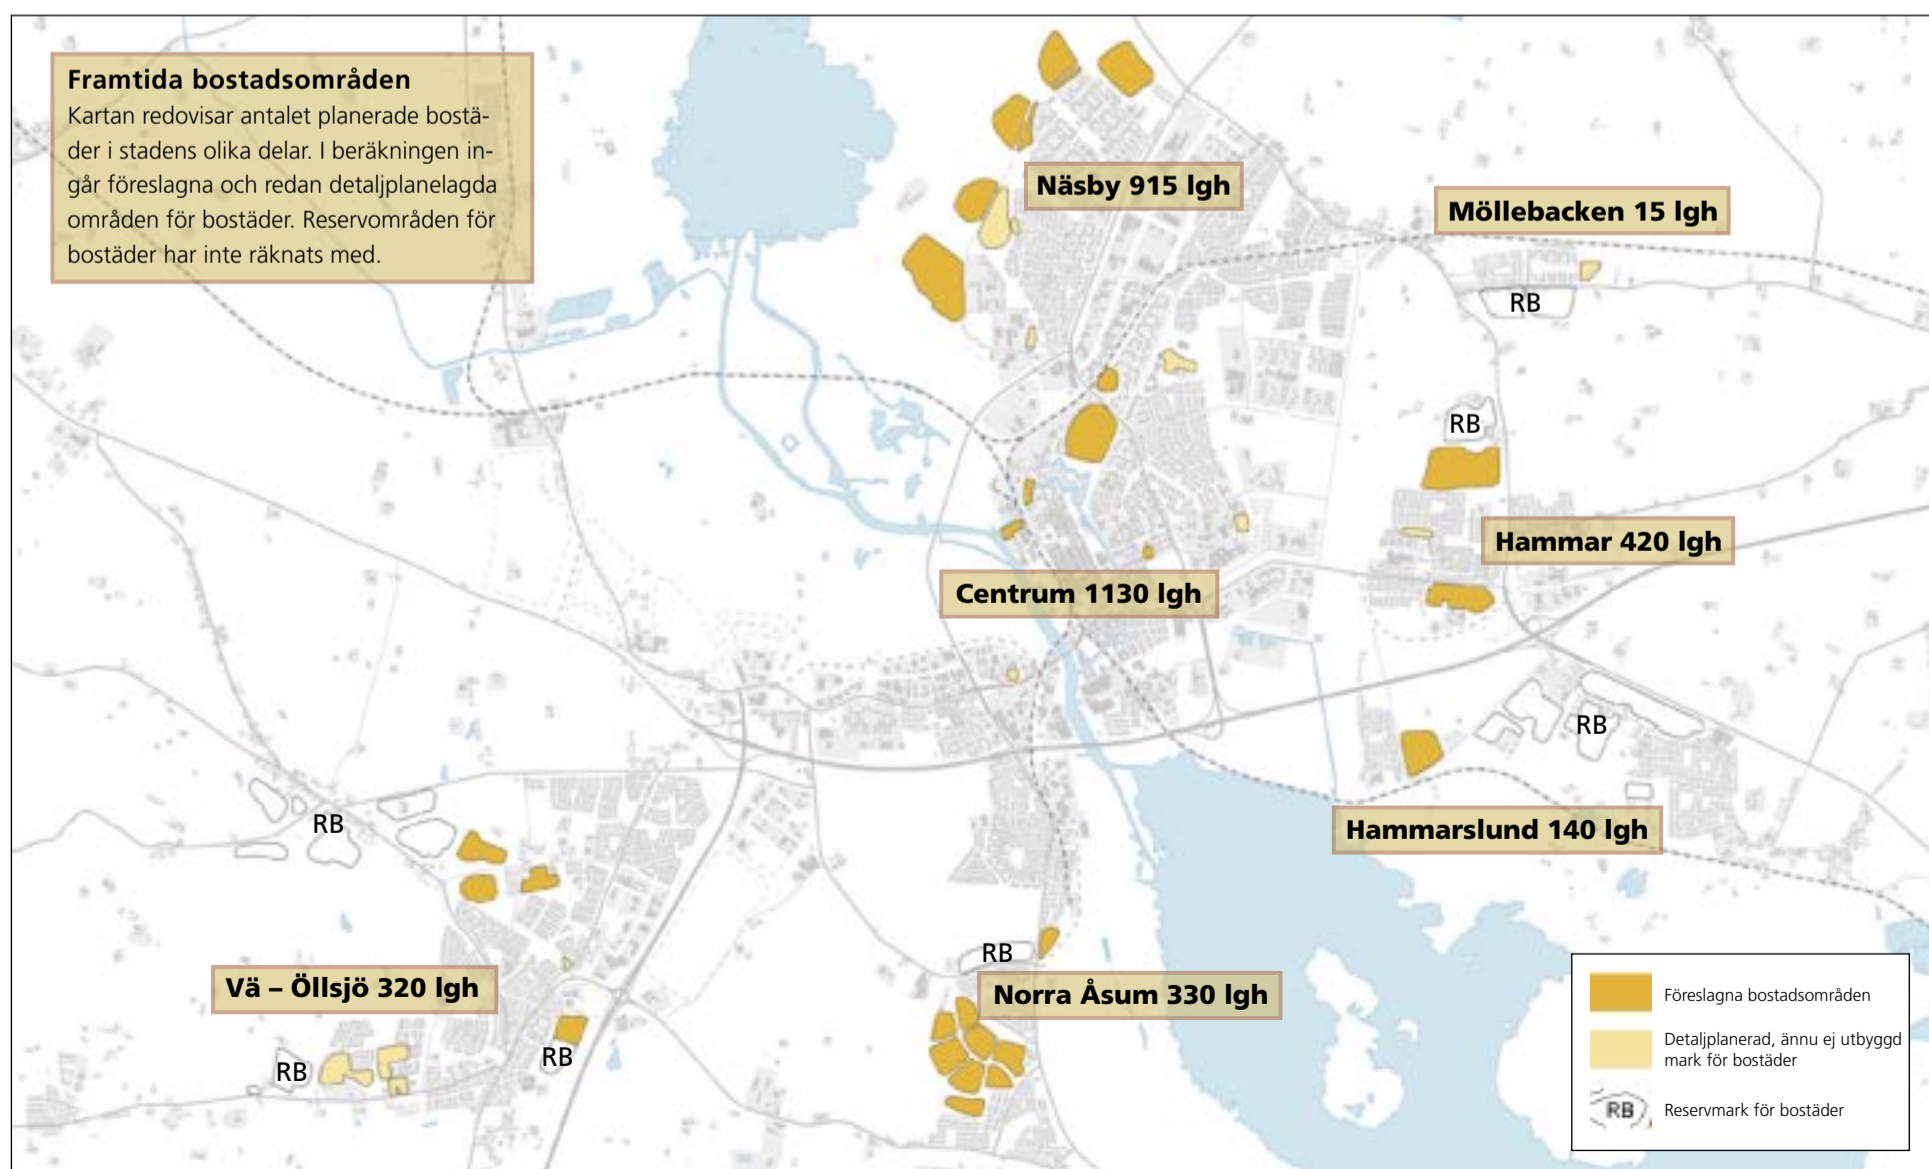 Framtida bostadsområden
Kartan redovisar antalet planerade bostä-
der i stadens olika delar. I beräkningen in-
går föreslagna och redan detaljplanelagda
områden för bostäder. Reservområden för
bostäder har inte räknats med.
Näsby 915 lgh
Möllebacken 15 lgh
RB
RB
Hammar 420 lgh
Centrum 1130 lgh
RB
RB
Hammarslund 140 lgh
RB
Vä – Öllsjö 320 lgh
Norra Åsum 330 lgh
RB
RB
Föreslagna bostadsområden
Detaljplanerad, ännu ej utbyggd
mark för bostäder
RB
Reservmark för bostäder